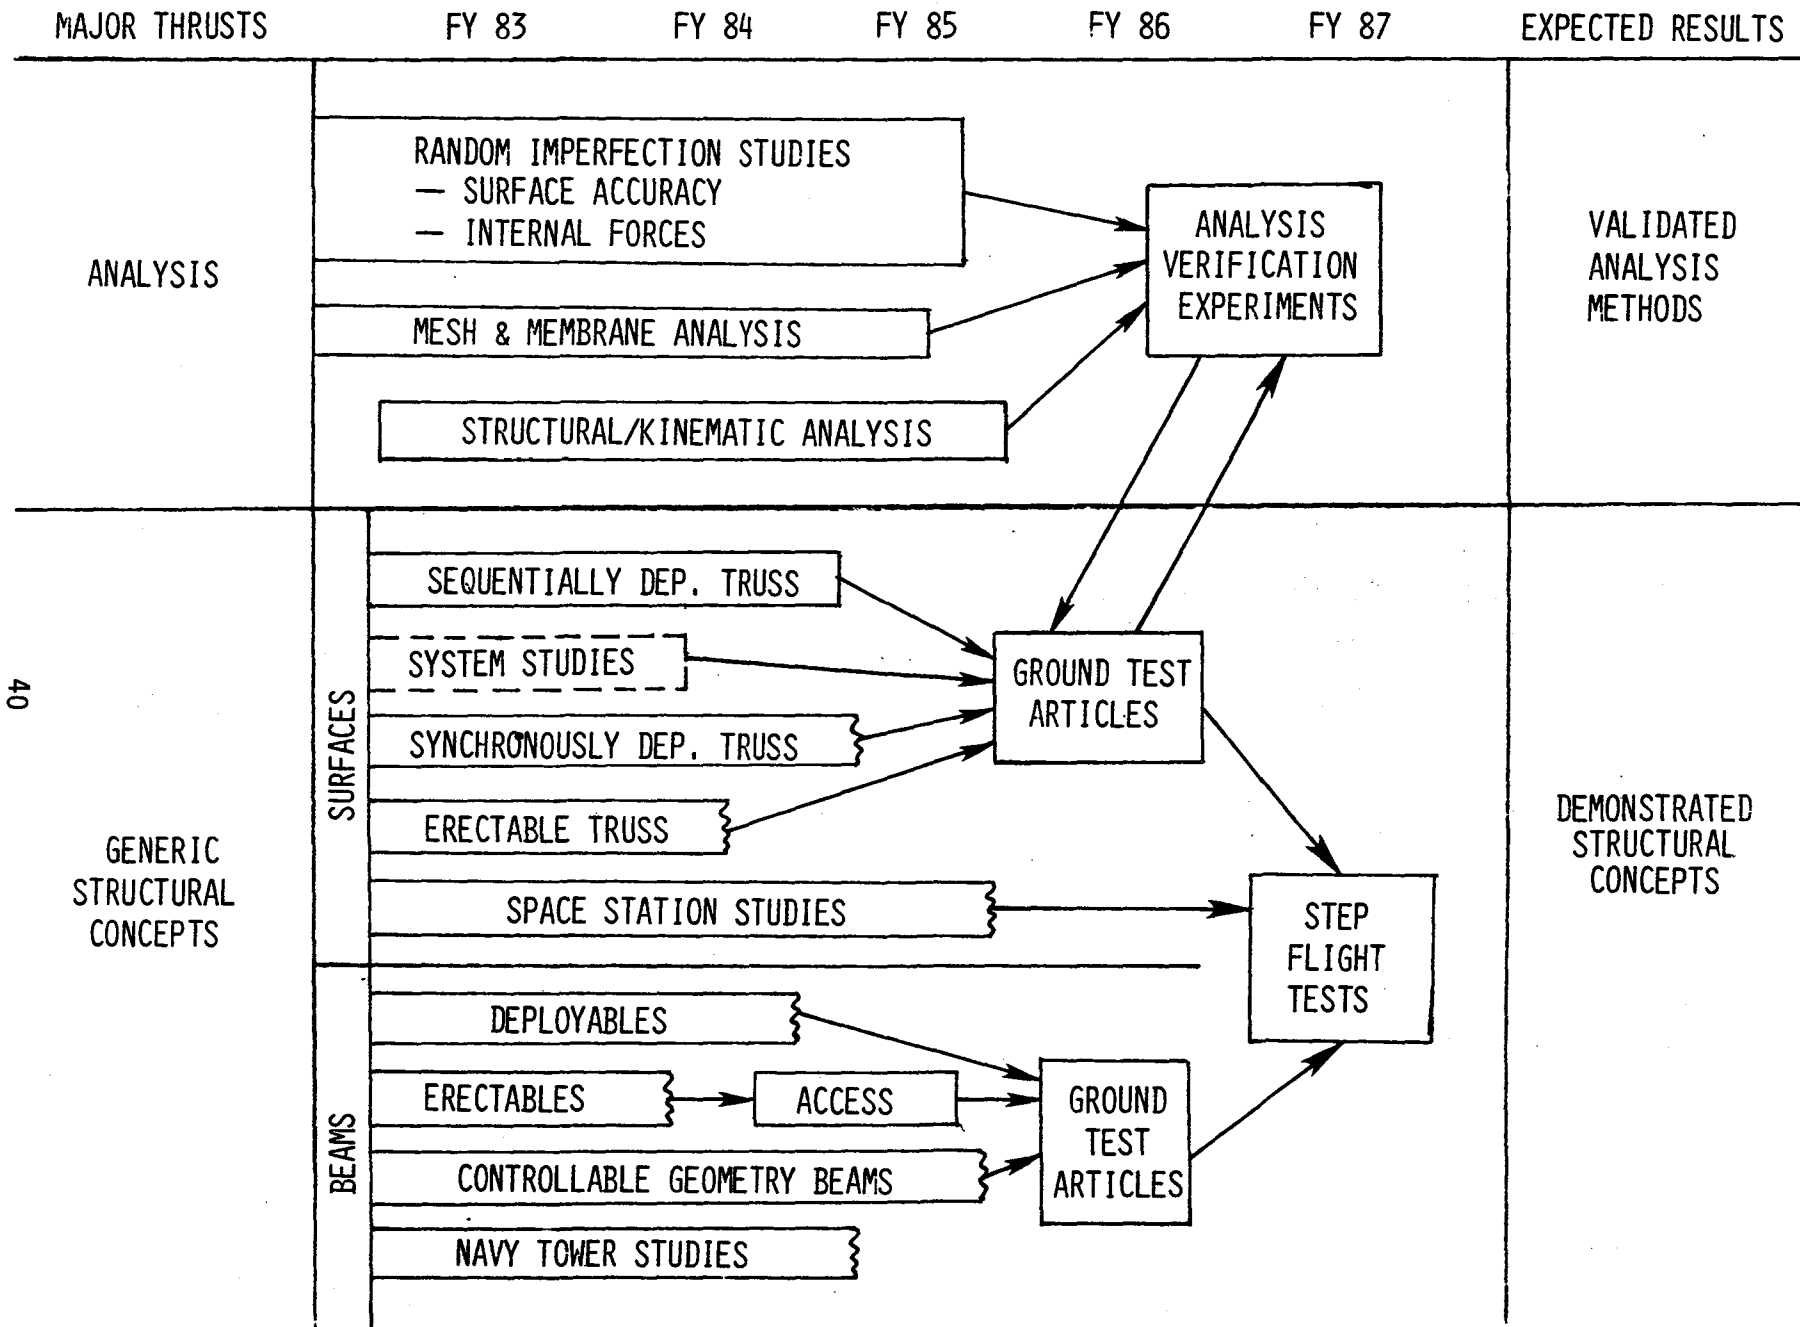 MAJOR THRUSTS FY 83 FY 84 FY 85 FY 86 FY 87 EXPECTED RESULTS
ANALYSIS
RANDOM IMPERFECTION STUDIES
— SURFACE ACCURACY
— INTERNAL FORCES
MESH & MEMBRANE ANALYSIS
STRUCTURAL/KINEMATIC ANALYSIS
ANALYSIS
VERIFICATION
EXPERIMENTS
VALIDATED
ANALYSIS
METHODS
GENERIC
STRUCTURAL
CONCEPTS
SURFACES
SEQUENTIALLY DEP. TRUSS
SYSTEM STUDIES
SYNCHRONOUSLY DEP. TRUSS
ERECTABLE TRUSS
SPACE STATION STUDIES
GROUND TEST
ARTICLES
BEAMS
DEPLOYABLES
ERECTABLES
ACCESS
CONTROLLABLE GEOMETRY BEAMS
NAVY TOWER STUDIES
GROUND
TEST
ARTICLES
STEP
FLIGHT
TESTS
DEMONSTRATED
STRUCTURAL
CONCEPTS
40